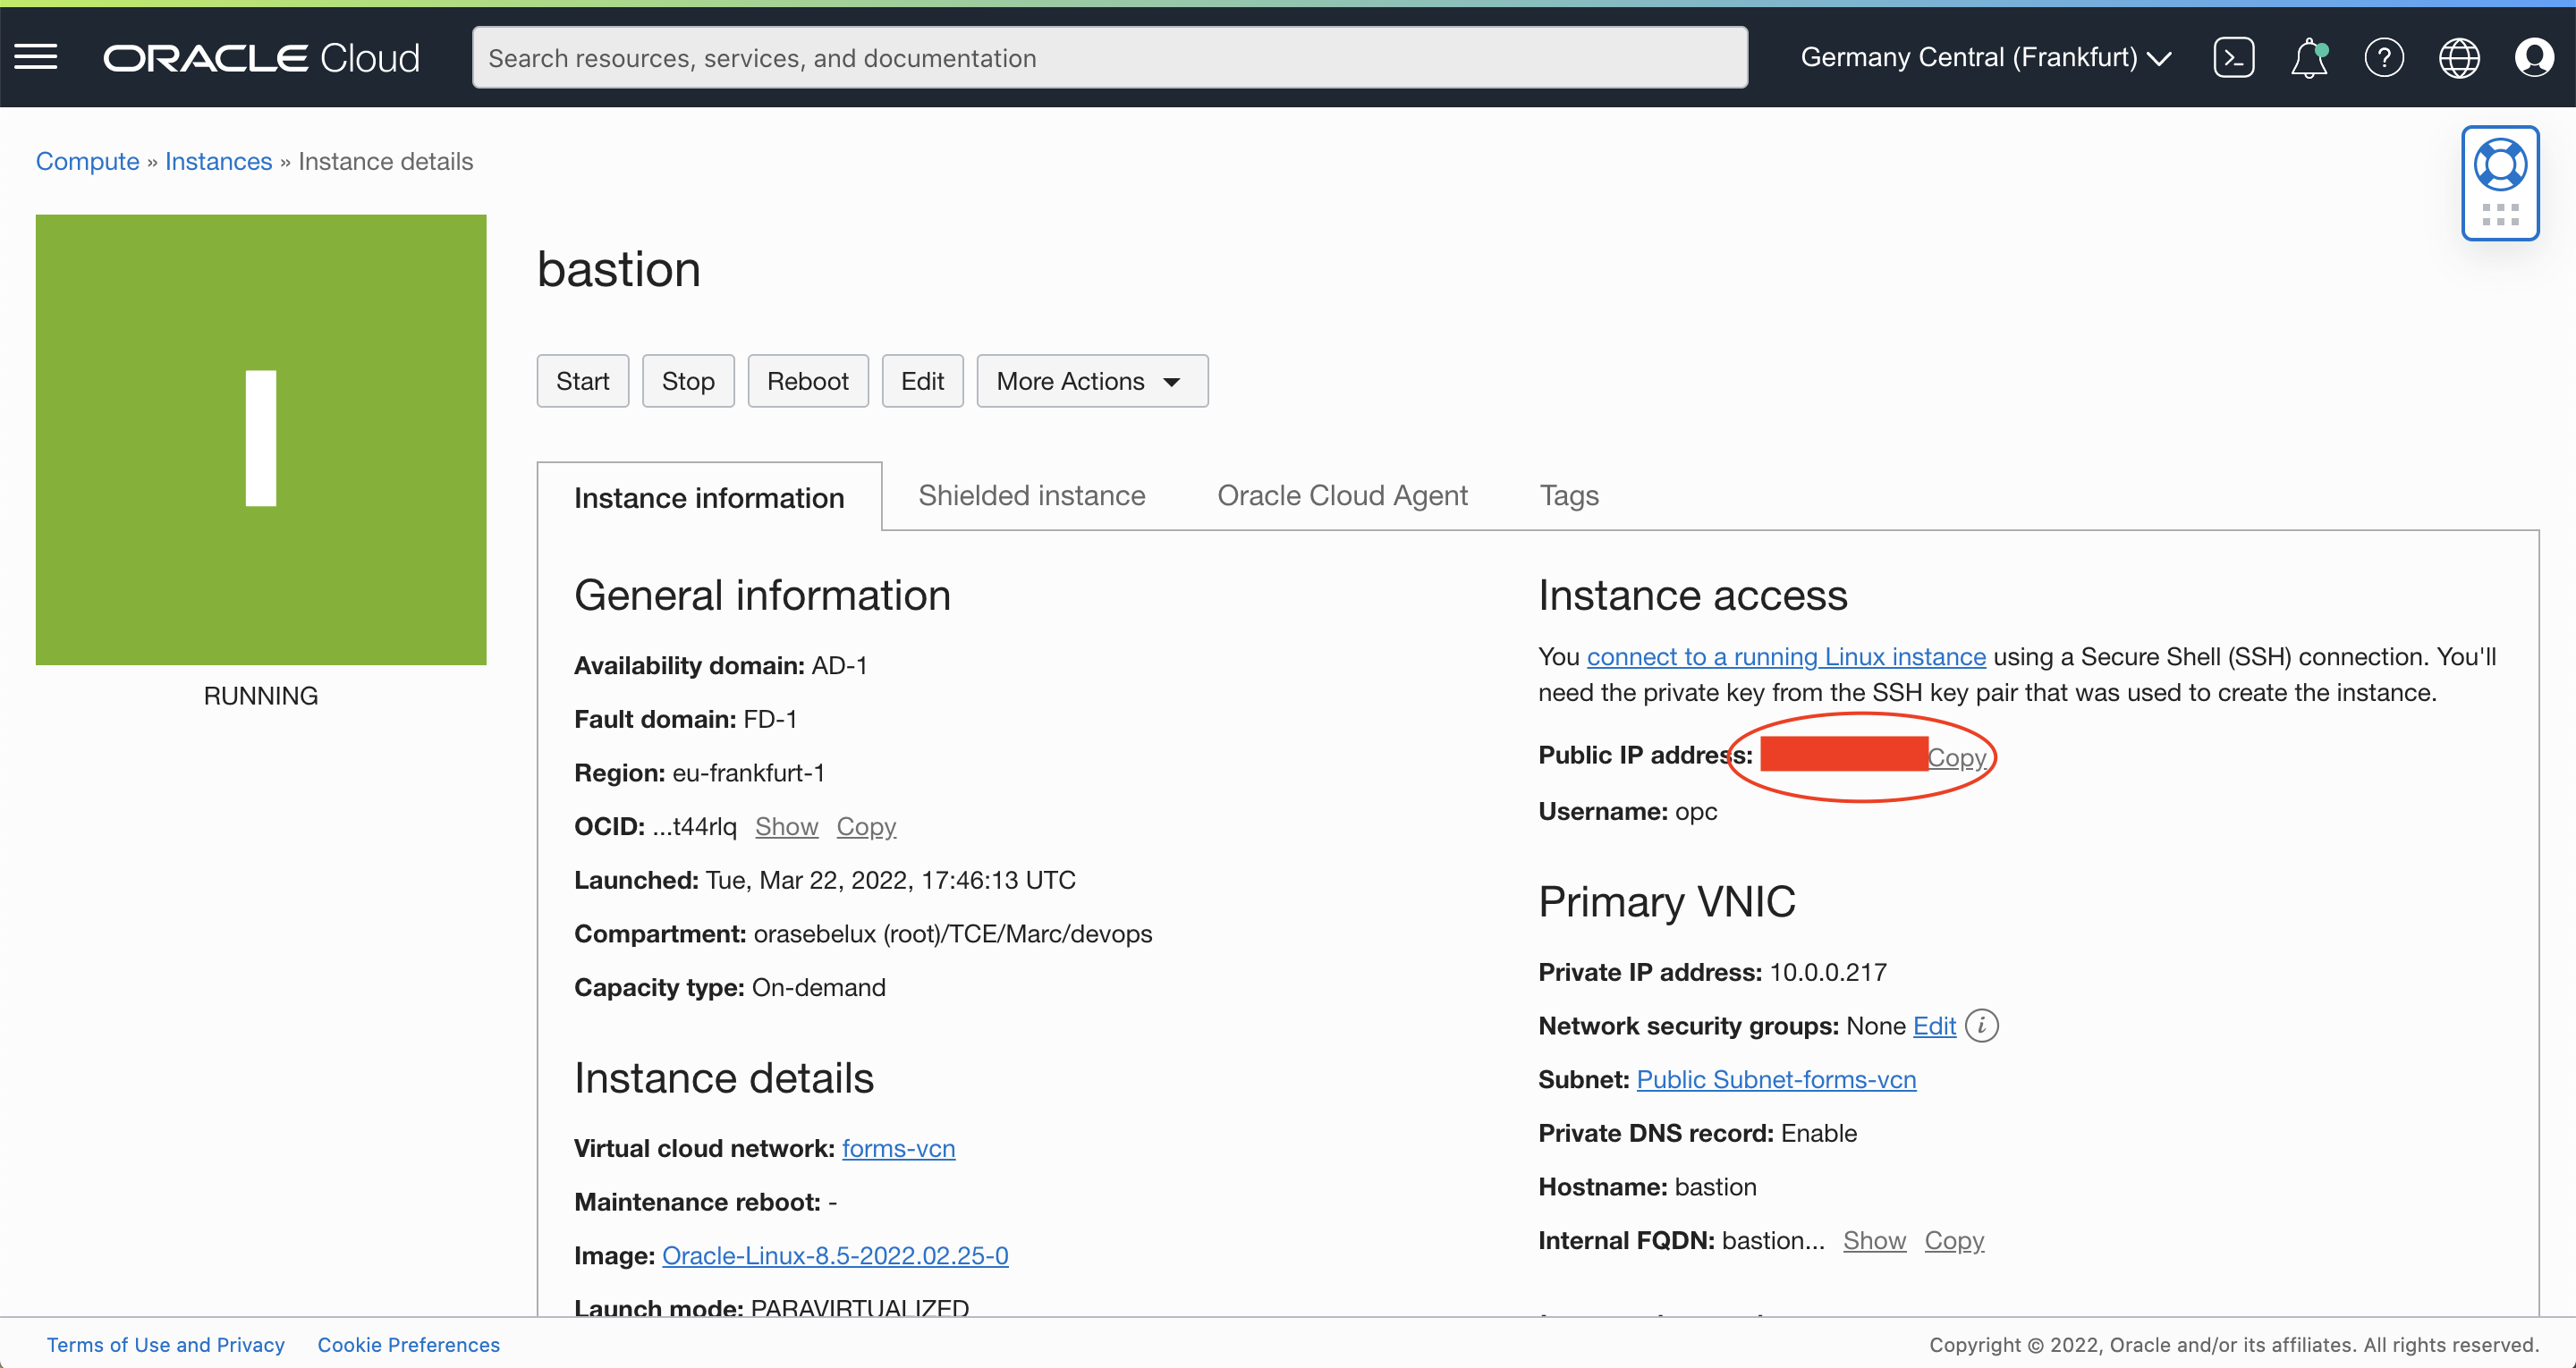 ORACLE Cloud
Search resources, services, and documentation
Germany Central (Frankfurt)
Compute » Instances » Instance details
I
RUNNING
bastion
Start
Stop
Reboot
Edit
More Actions
Instance information
Shielded instance
Oracle Cloud Agent
Tags
General information
Availability domain: AD-1
Fault domain: FD-1
Region: eu-frankfurt-1
OCID: ...t44rlq Show Copy
Launched: Tue, Mar 22, 2022, 17:46:13 UTC
Compartment: orasebelux (root)/TCE/Marc/devops
Capacity type: On-demand
Instance details
Virtual cloud network: forms-vcn
Maintenance reboot: -
Image: Oracle-Linux-8.5-2022.02.25-0
Launch mode: PARAVIRTUALIZED
Instance access
You connect to a running Linux instance using a Secure Shell (SSH) connection. You'll
need the private key from the SSH key pair that was used to create the instance.
Public IP address: Copy
Username: opc
Primary VNIC
Private IP address: 10.0.0.217
Network security groups: None Edit
Subnet: Public Subnet-forms-vcn
Private DNS record: Enable
Hostname: bastion
Internal FQDN: bastion... Show Copy
Terms of Use and Privacy
Cookie Preferences
Copyright © 2022, Oracle and/or its affiliates. All rights reserved.